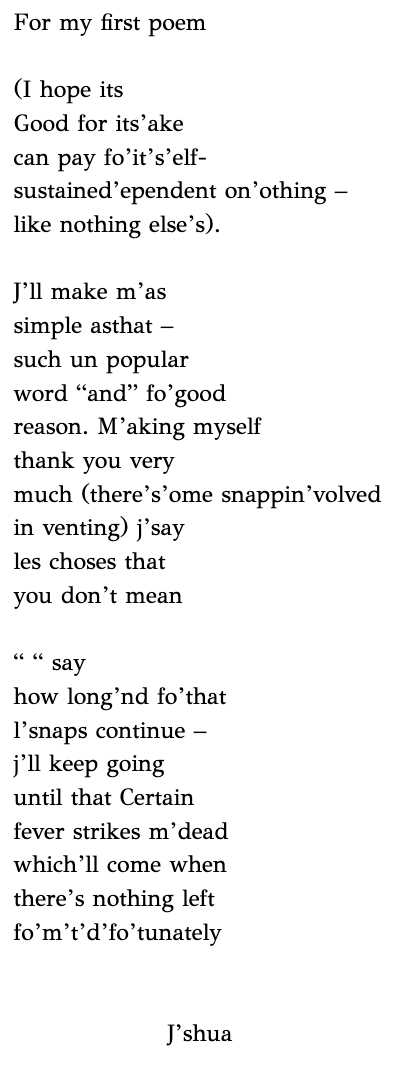 For my first poem

(I hope its
Good for its’ake
can pay fo’it’s’elf-
sustained’ependent on’othing –
like nothing else’s).

J’ll make m’as
simple asthat –
such un popular
word “and” fo’good
reason. M’aking myself
thank you very
much (there’s’ome snappin’volved
in venting) j’say
les choses that
you don’t mean

“ “ say
how long’nd fo’that
l’snaps continue –
j’ll keep going
until that Certain
fever strikes m’dead
which’ll come when
there’s nothing left
fo’m’t’d’fo’tunately

J’shua